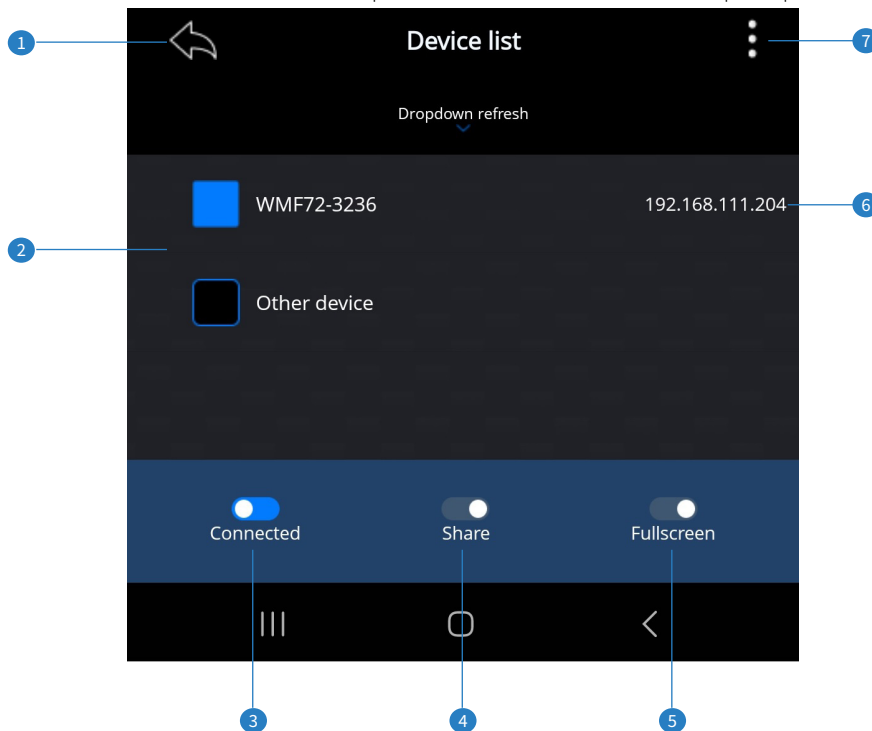 1
Device list
7
Dropdown refresh
WMF72-3236
192.168.111.204
6
2
Other device
Connected
Share
Fullscreen
3
4
5